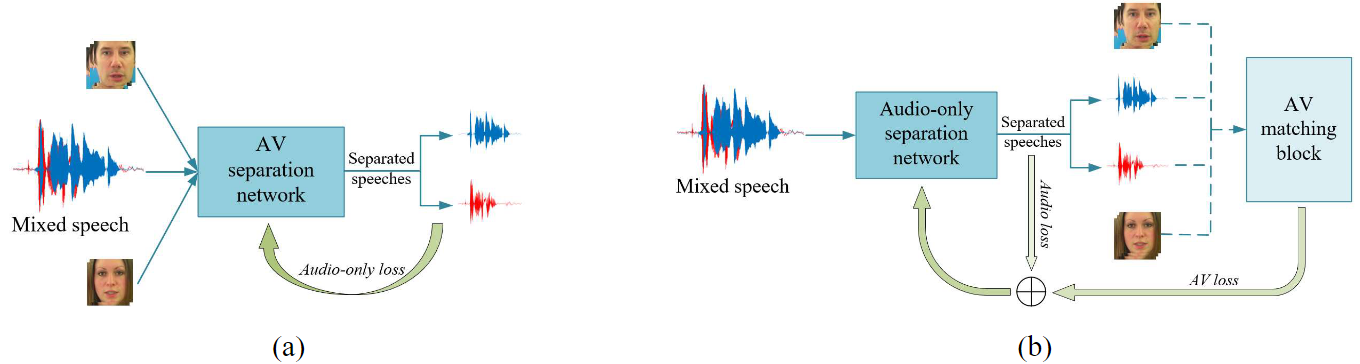 Mixed speech
AV
separation
network
Separated
speeches
Audio-only loss
(a)
Mixed speech
Audio-only
separation
network
Separated
speeches
Audio loss
AV
matching
block
AV loss
(b)